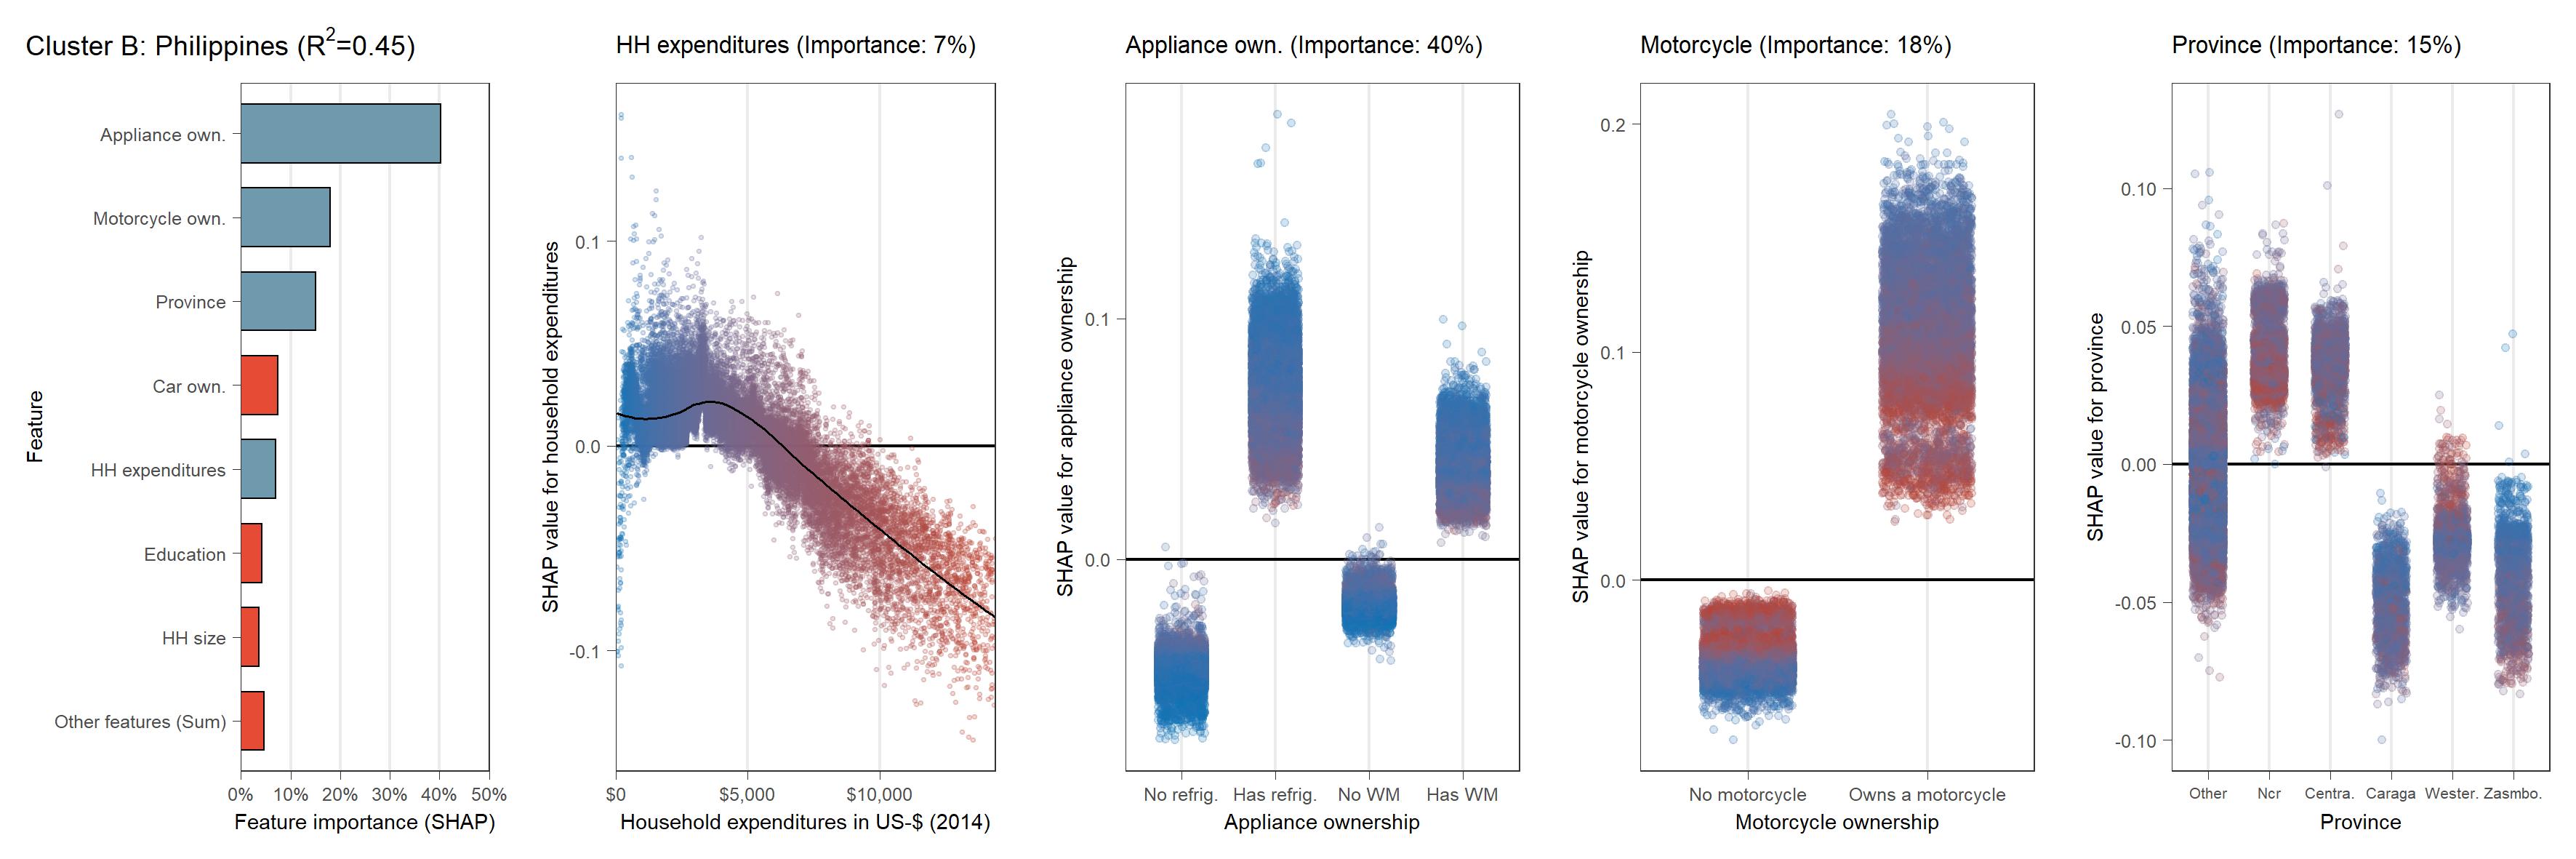 Cluster B: Philippines (R²=0.45)
Feature
Appliance own.
Motorcycle own.
Province
Car own.
HH expenditures
Education
HH size
Other features (Sum)
0% 10% 20% 30% 40% 50%
Feature importance (SHAP)
HH expenditures (Importance: 7%)
SHAP value for household expenditures
0.1
0.0
-0.1
$0 $5,000 $10,000
Household expenditures in US-$ (2014)
Appliance own. (Importance: 40%)
SHAP value for appliance ownership
0.1
0.0
No refrig. Has refrig. No WM Has WM
Appliance ownership
Motorcycle (Importance: 18%)
SHAP value for motorcycle ownership
0.2
0.1
0.0
No motorcycle Owns a motorcycle
Motorcycle ownership
Province (Importance: 15%)
SHAP value for province
0.10
0.05
0.00
-0.05
-0.10
Other Ncr Centra. Caraga Wester. Zasmbo.
Province